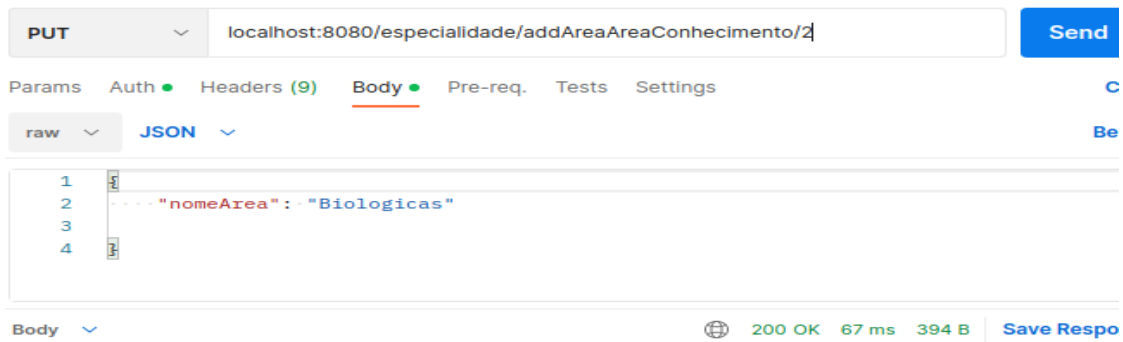 PUT localhost:8080/especialidade/addAreaAreaConhecimento/2 Send
Params Auth Headers (9) Body Pre-req. Tests Settings C
raw JSON Be
1 {
2 "nomeArea": "Biologicas"
3
4 }
Body 200 OK 67 ms 394 B Save Respo